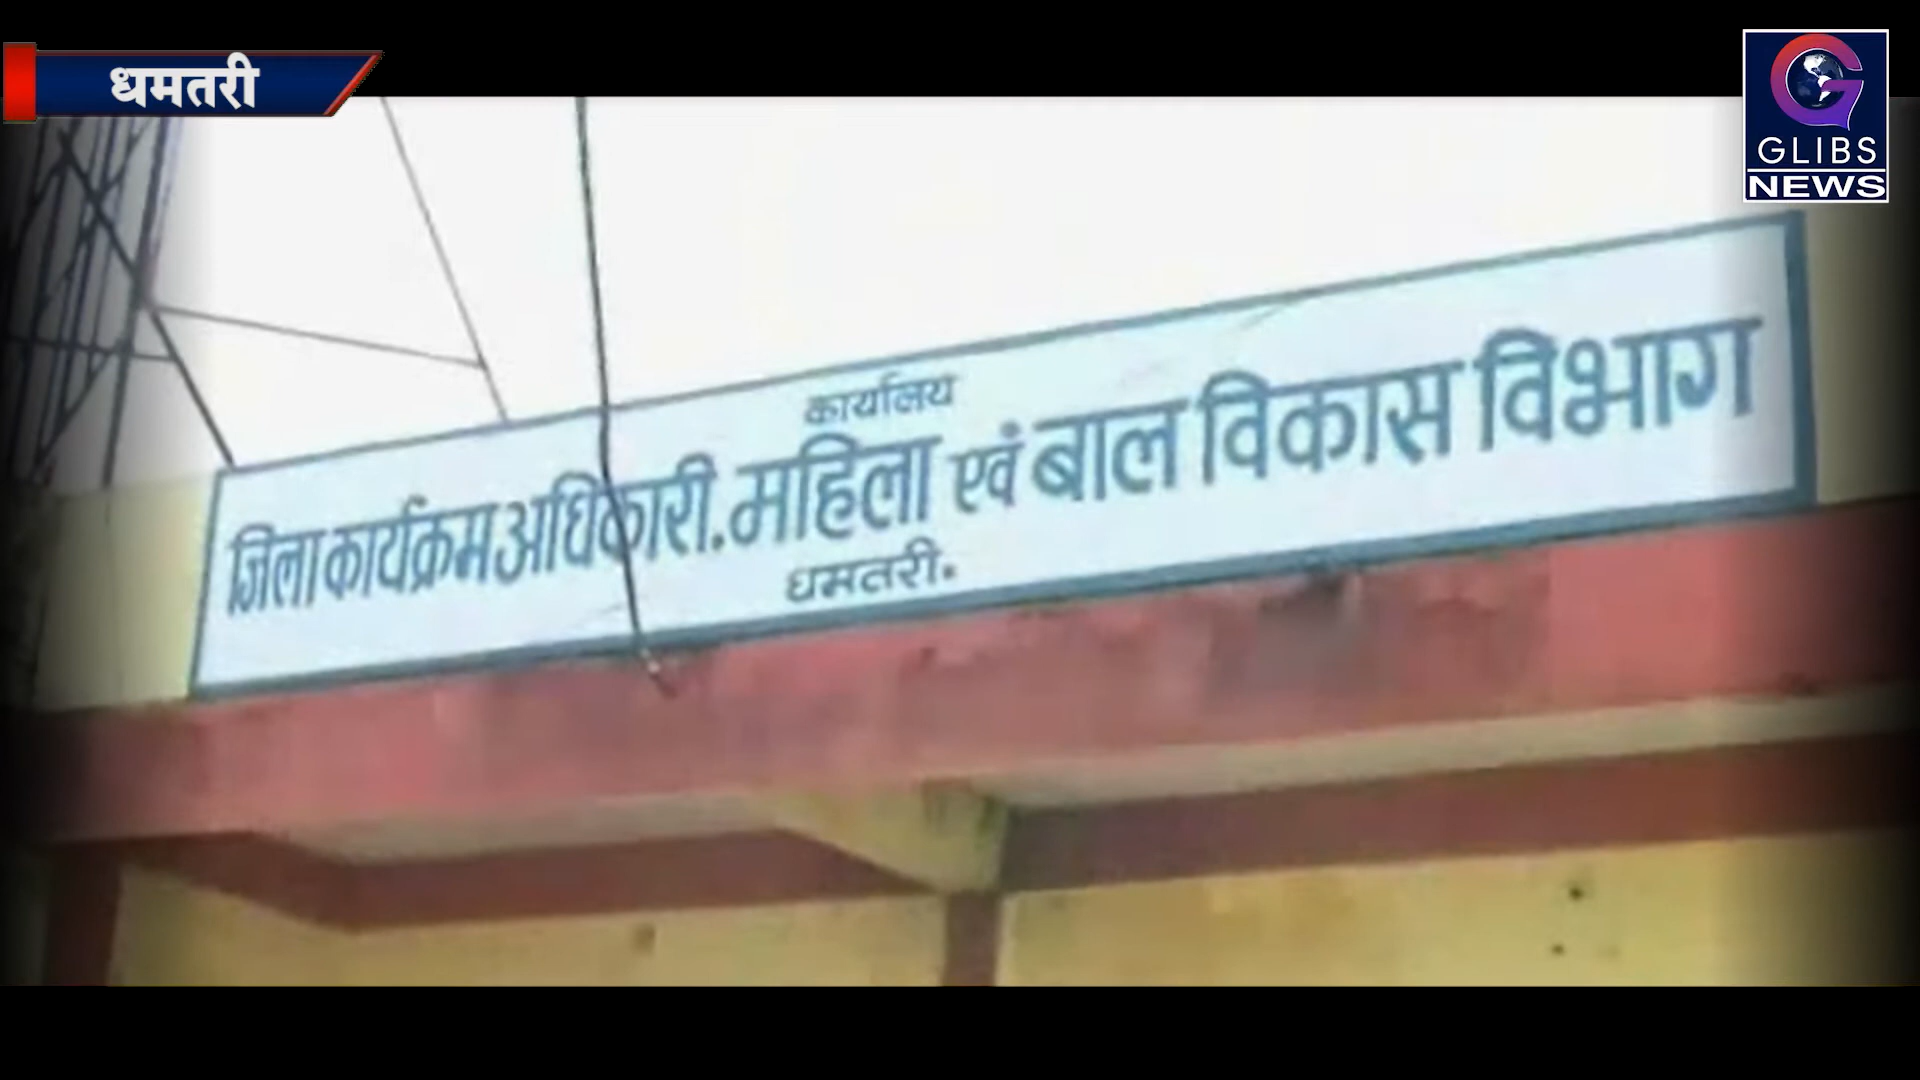 धमतरी
GLIBS
NEWS
कार्यालय
जिला कार्यक्रम अधिकारी. महिला एवं बाल विकास विभाग
धमतरी.